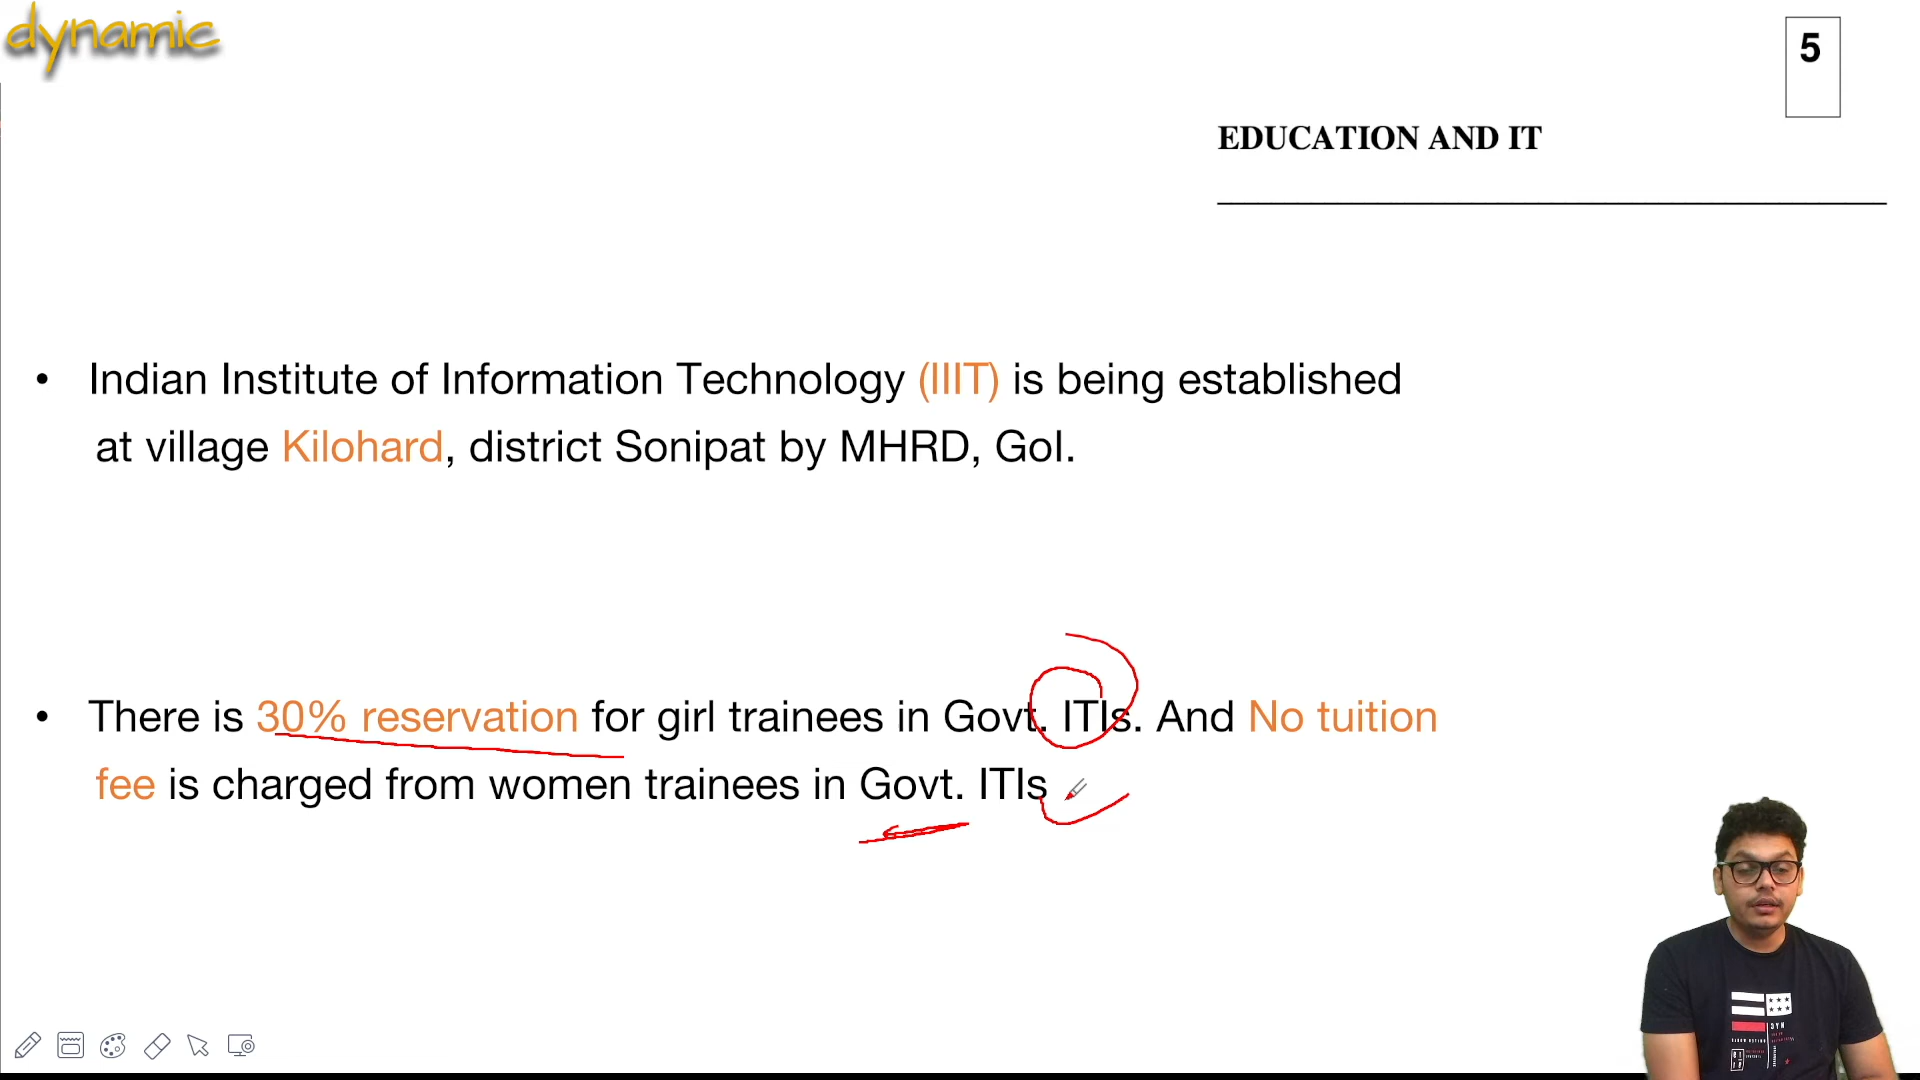 dynamic
5
EDUCATION AND IT
• Indian Institute of Information Technology (IIIT) is being established
at village Kilohard, district Sonipat by MHRD, GoI.
• There is 30% reservation for girl trainees in Govt. ITIs. And No tuition
fee is charged from women trainees in Govt. ITIs